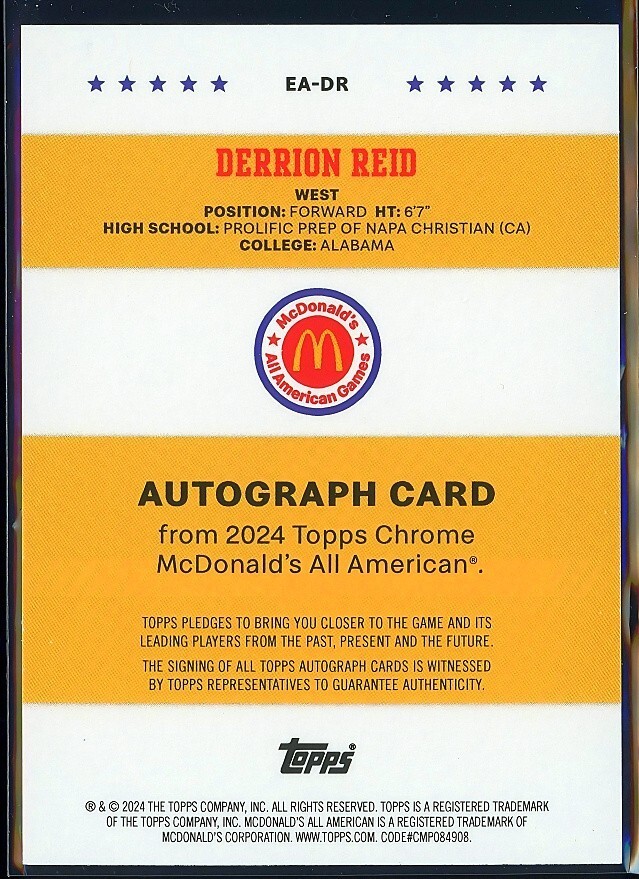 EA-DR
DERRION REID
WEST
POSITION: FORWARD HT: 6'7"
HIGH SCHOOL: PROLIFIC PREP OF NAPA CHRISTIAN (CA)
COLLEGE: ALABAMA
McDonald's
All American Games
AUTOGRAPH CARD
from 2024 Topps Chrome
McDonald's All American®.
TOPPS PLEDGES TO BRING YOU CLOSER TO THE GAME AND ITS
LEADING PLAYERS FROM THE PAST, PRESENT AND THE FUTURE.
THE SIGNING OF ALL TOPPS AUTOGRAPH CARDS IS WITNESSED
BY TOPPS REPRESENTATIVES TO GUARANTEE AUTHENTICITY.
topps®
® & © 2024 THE TOPPS COMPANY, INC. ALL RIGHTS RESERVED. TOPPS IS A REGISTERED TRADEMARK
OF THE TOPPS COMPANY, INC. MCDONALD'S ALL AMERICAN IS A REGISTERED TRADEMARK OF
MCDONALD'S CORPORATION. WWW.TOPPS.COM. CODE#CMP084908.